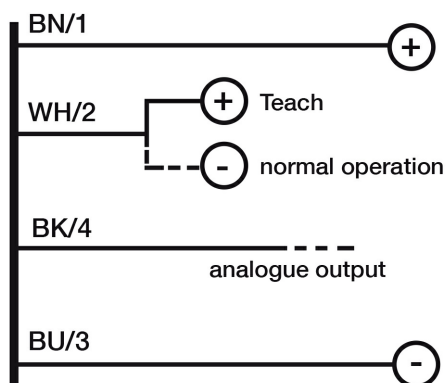 BN/1
+
WH/2
+ Teach
- normal operation
BK/4
analogue output
BU/3
-